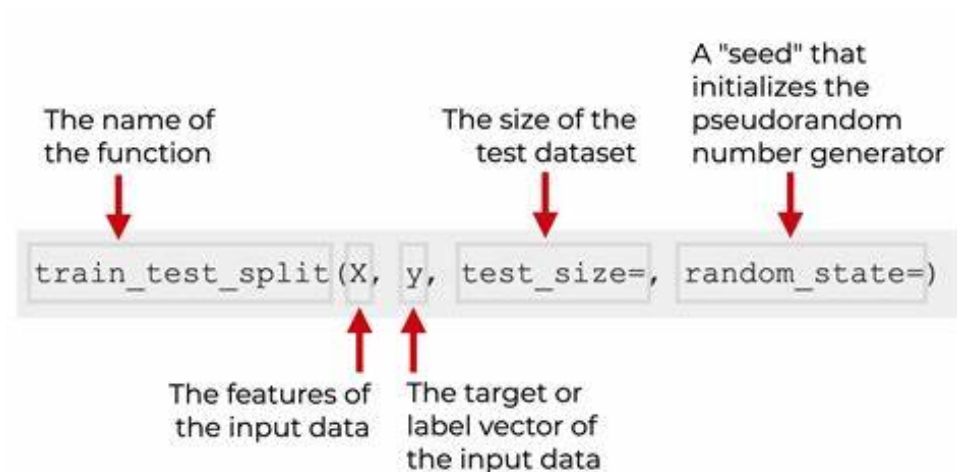 A "seed" that
initializes the
pseudorandom
number generator
The name of
the function
The size of the
test dataset
train_test_split(X, y, test_size=, random_state=)
The features of
the input data
The target or
label vector of
the input data